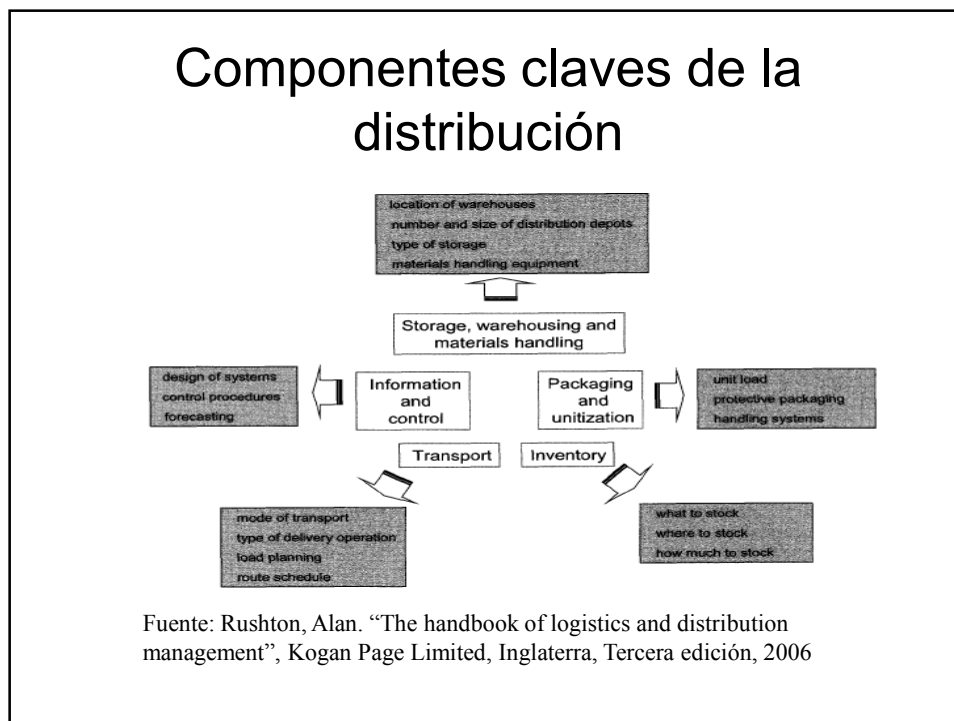 Componentes claves de la
distribución
location of warehouses
number and size of distribution depots
type of storage
materials handling equipment
Storage, warehousing and
materials handling
design of systems
control procedures
forecasting
Information
and
control
Packaging
and
unitization
unit load
protective packaging
handling systems
Transport
Inventory
mode of transport
type of delivery operation
load planning
route schedule
what to stock
where to stock
how much to stock
Fuente: Rushton, Alan. “The handbook of logistics and distribution
management”, Kogan Page Limited, Inglaterra, Tercera edición, 2006